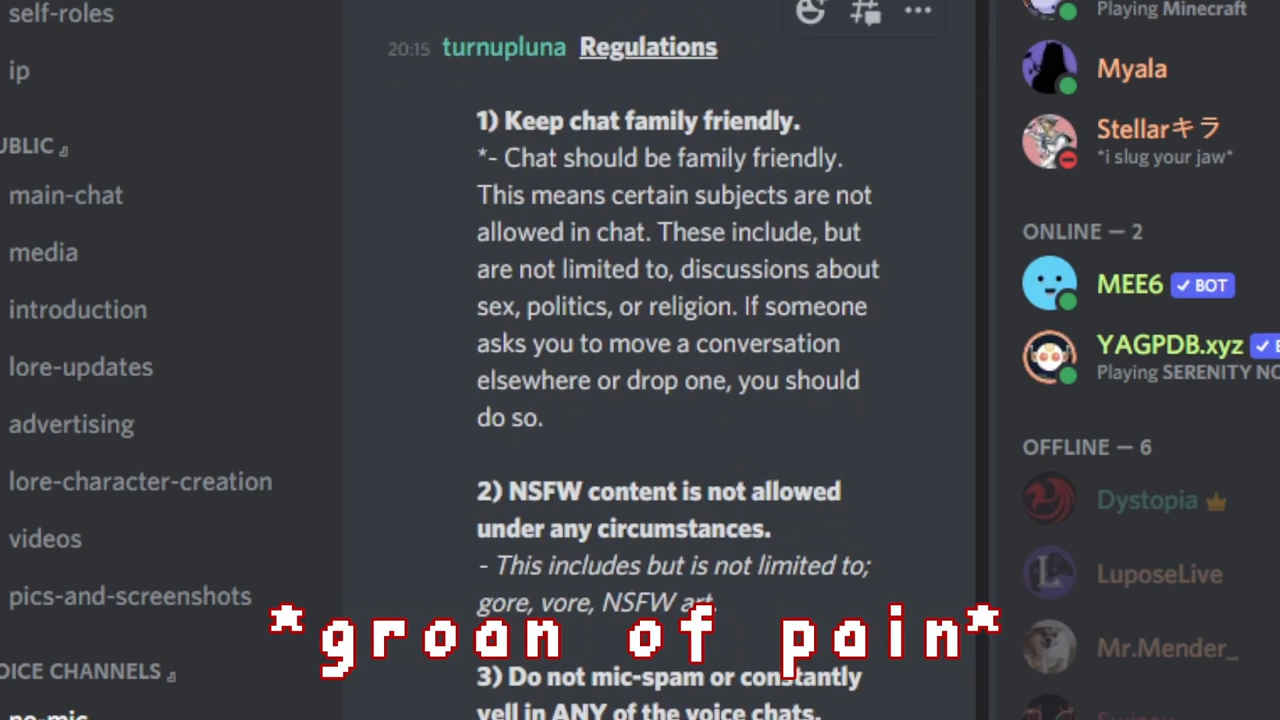 self-roles
ip
UBLIC 』
main-chat
media
introduction
lore-updates
advertising
lore-character-creation
videos
pics-and-screenshots
OICE CHANNELS 』
no-mic
20:15 turnupluna Regulations
1) Keep chat family friendly.
*- Chat should be family friendly.
This means certain subjects are not
allowed in chat. These include, but
are not limited to, discussions about
sex, politics, or religion. If someone
asks you to move a conversation
elsewhere or drop one, you should
do so.
2) NSFW content is not allowed
under any circumstances.
- This includes but is not limited to;
gore, vore, NSFW art.
*groan of pain*
3) Do not mic-spam or constantly
yell in ANY of the voice chats.
Playing Minecraft
Myala
Stellarキラ
*i slug your jaw*
ONLINE — 2
MEE6 ✓ BOT
YAGPDB.xyz ✓ B
Playing SERENITY NO
OFFLINE — 6
Dystopia
LuposeLive
Mr.Mender_